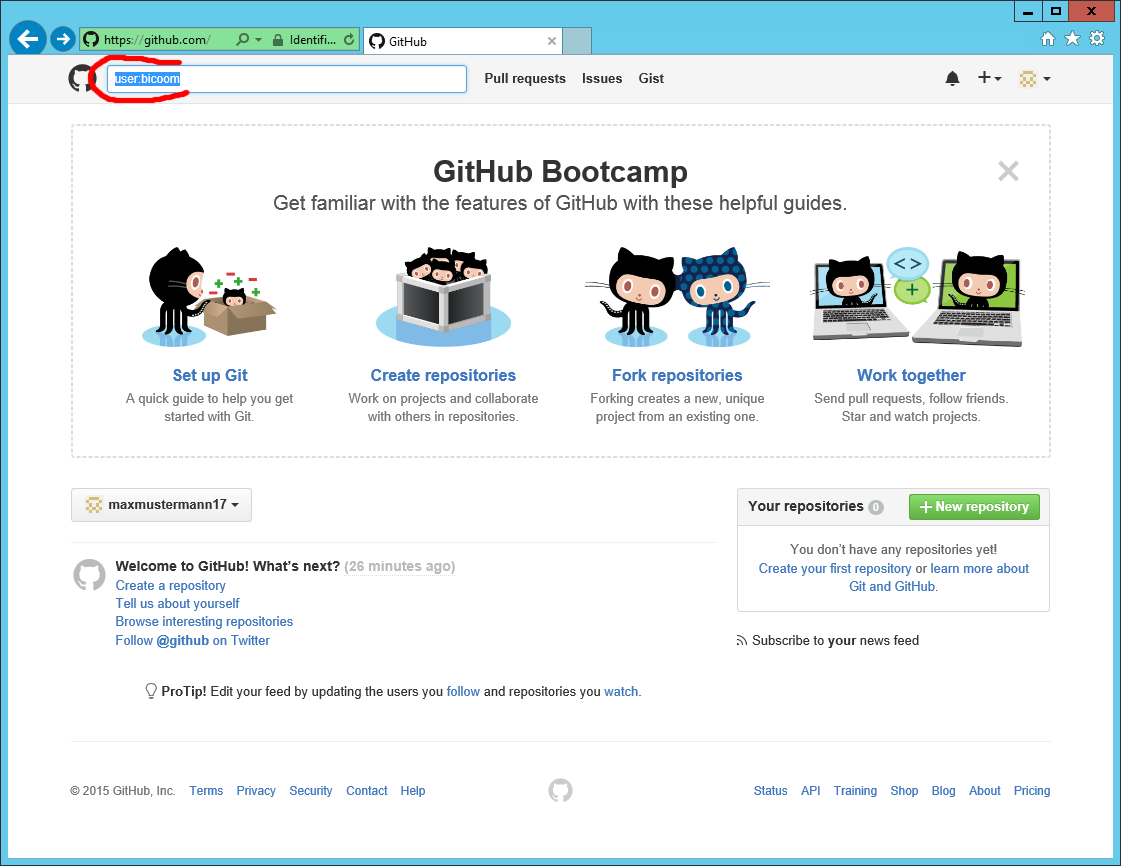 https://github.com/
Identifi...
GitHub
user:bicoom
Pull requests
Issues
Gist
GitHub Bootcamp
Get familiar with the features of GitHub with these helpful guides.
Set up Git
A quick guide to help you get
started with Git.
Create repositories
Work on projects and collaborate
with others in repositories.
Fork repositories
Forking creates a new, unique
project from an existing one.
Work together
Send pull requests, follow friends.
Star and watch projects.
maxmustermann17
Your repositories 0
+ New repository
You don’t have any repositories yet!
Create your first repository or learn more about
Git and GitHub.
Welcome to GitHub! What’s next? (26 minutes ago)
Create a repository
Tell us about yourself
Browse interesting repositories
Follow @github on Twitter
Subscribe to your news feed
ProTip! Edit your feed by updating the users you follow and repositories you watch.
© 2015 GitHub, Inc. Terms Privacy Security Contact Help
Status API Training Shop Blog About Pricing